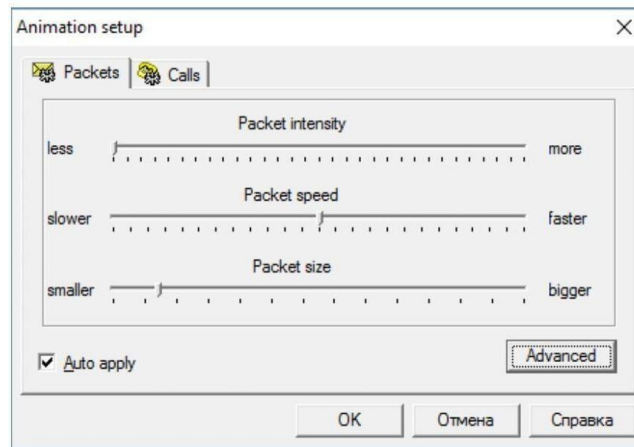 Animation setup
Packets
Calls
Packet intensity
less
more
Packet speed
slower
faster
Packet size
smaller
bigger
Auto apply
Advanced
OK
Отмена
Справка